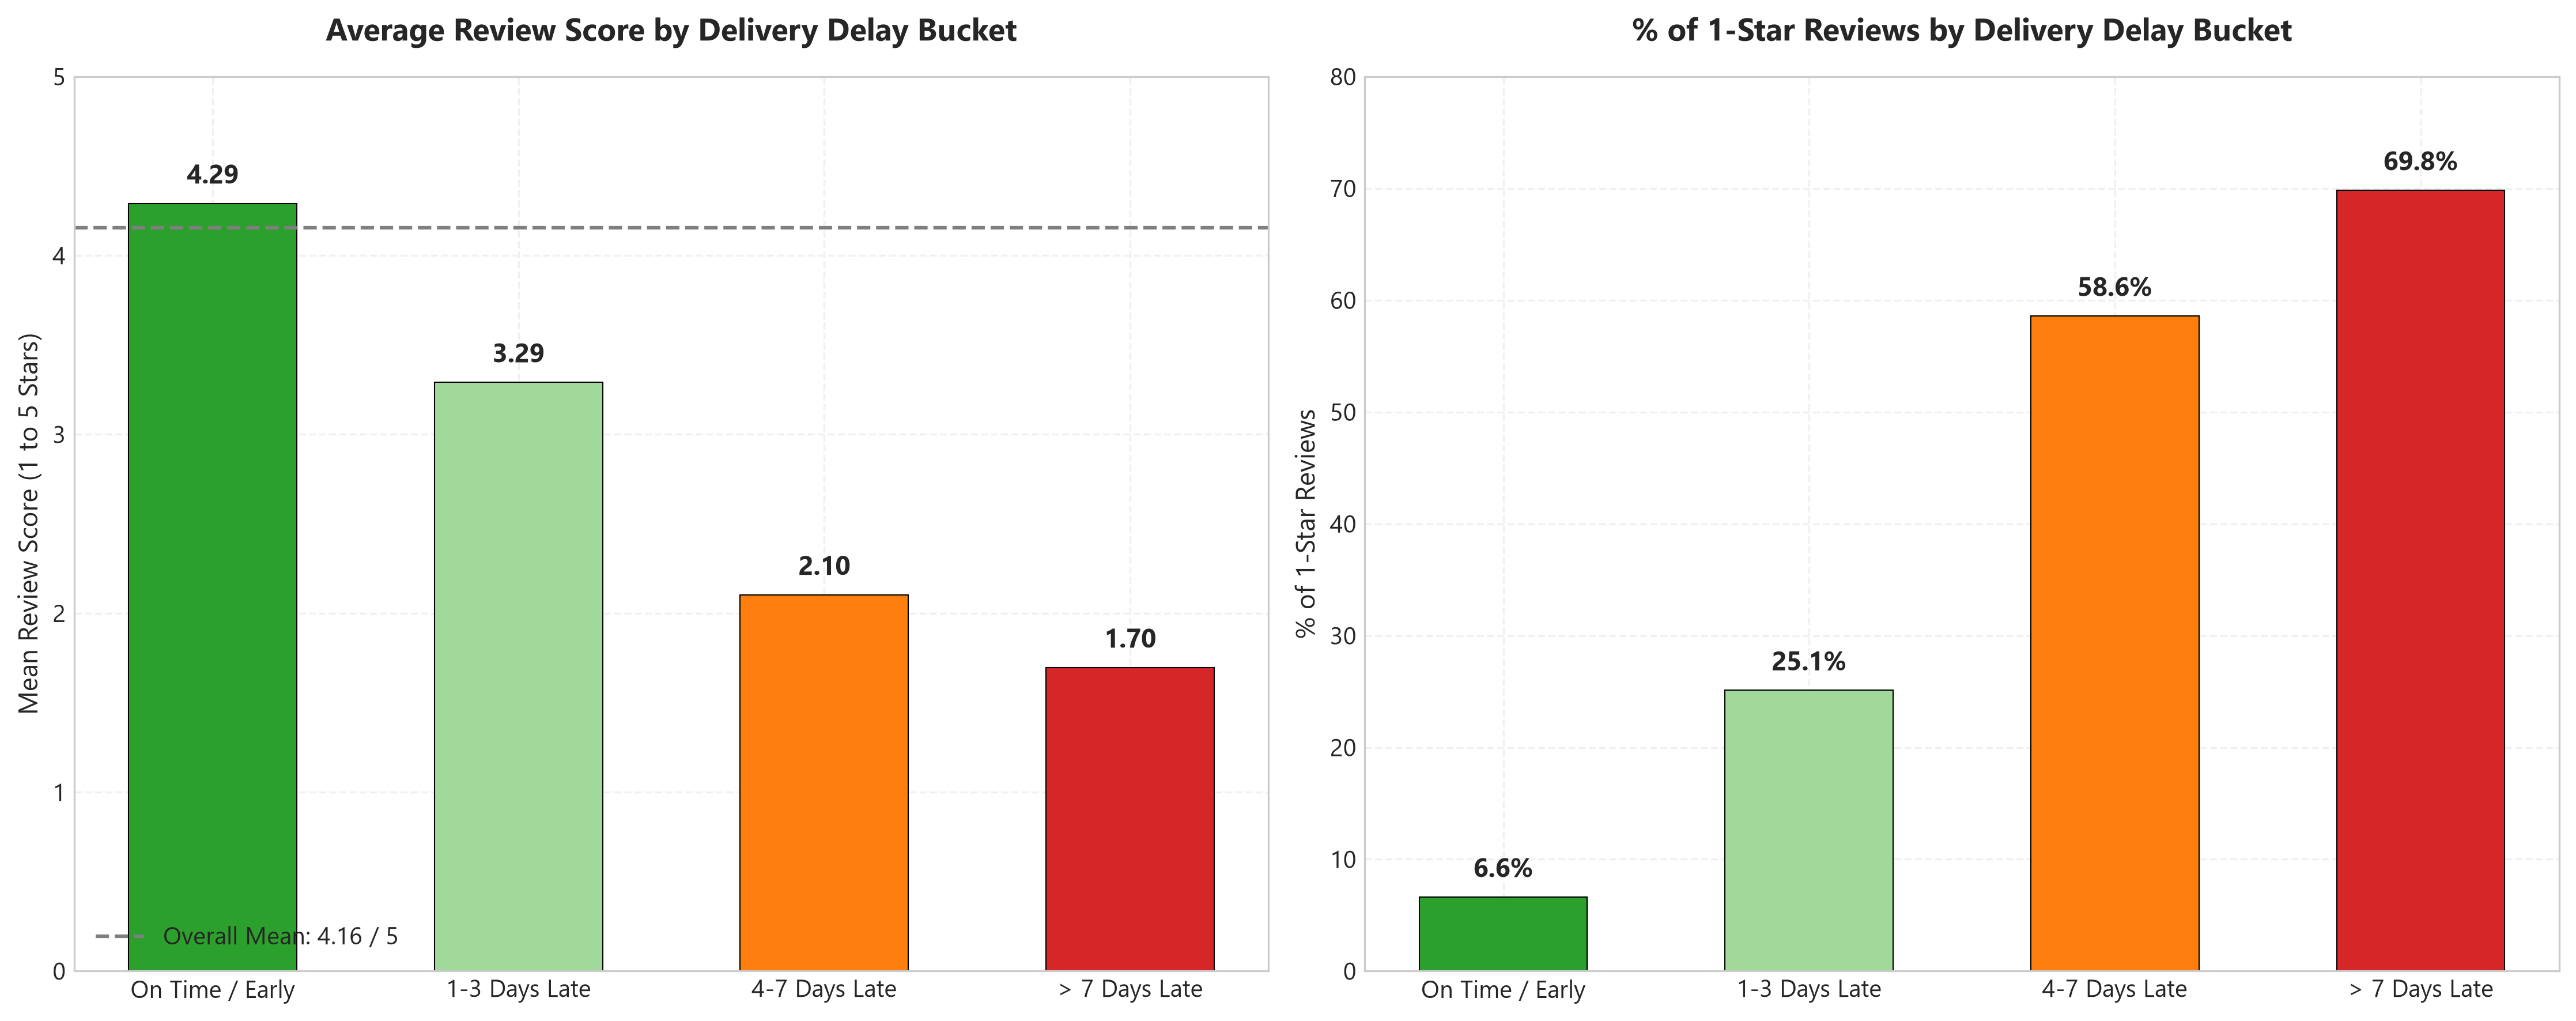 Average Review Score by Delivery Delay Bucket
Mean Review Score (1 to 5 Stars)
5
4
3
2
1
0
4.29
3.29
2.10
1.70
Overall Mean: 4.16 / 5
On Time / Early
1-3 Days Late
4-7 Days Late
> 7 Days Late
% of 1-Star Reviews by Delivery Delay Bucket
% of 1-Star Reviews
80
70
60
50
40
30
20
10
0
6.6%
25.1%
58.6%
69.8%
On Time / Early
1-3 Days Late
4-7 Days Late
> 7 Days Late